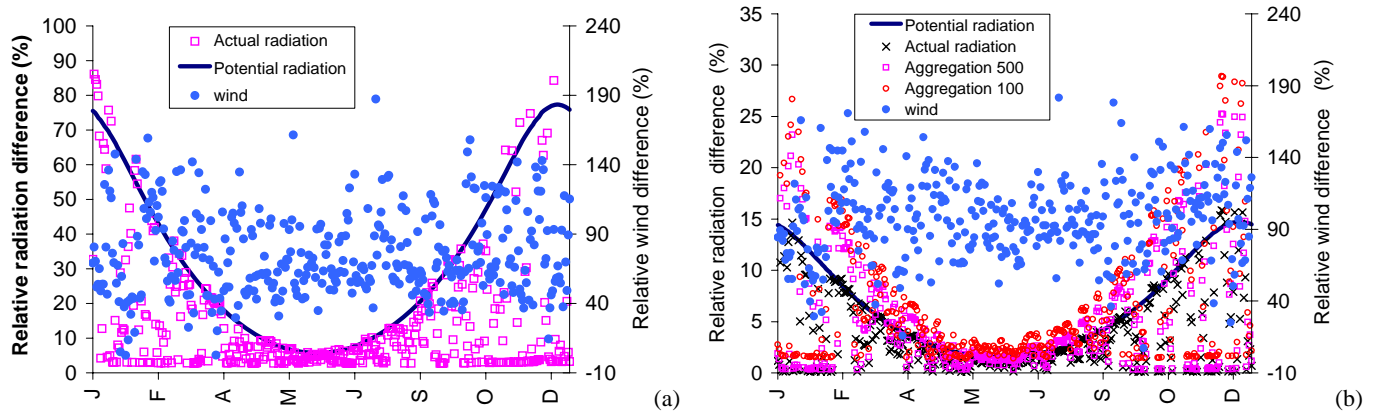 100
90
80
70
60
50
40
30
20
10
0
Relative radiation difference (%)
Actual radiation
Potential radiation
wind
240
190
140
90
40
-10
Relative wind difference (%)
J
F
A
M
J
A
S
O
D
(a)
35
30
25
20
15
10
5
0
Relative radiation difference (%)
Potential radiation
Actual radiation
Aggregation 500
Aggregation 100
wind
240
190
140
90
40
-10
Relative wind difference (%)
J
F
A
M
J
A
S
O
D
(b)